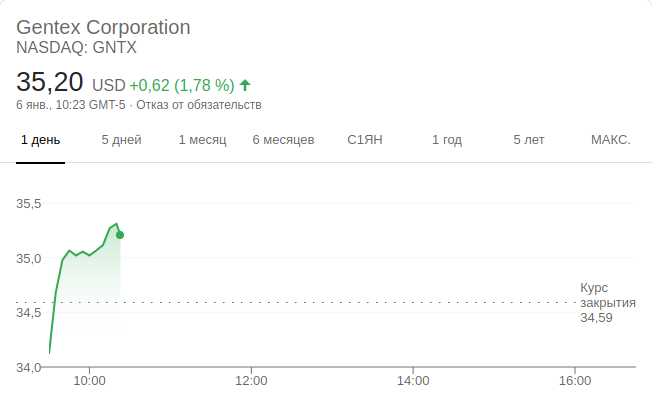 Gentex Corporation
NASDAQ: GNTX
35,20 USD +0,62 (1,78 %)
6 янв., 10:23 GMT-5 · Отказ от обязательств
1 день 5 дней 1 месяц 6 месяцев С1ЯН 1 год 5 лет МАКС.
35,5
35,0
Курс
закрытия
34,59
34,5
34,0
10:00 12:00 14:00 16:00